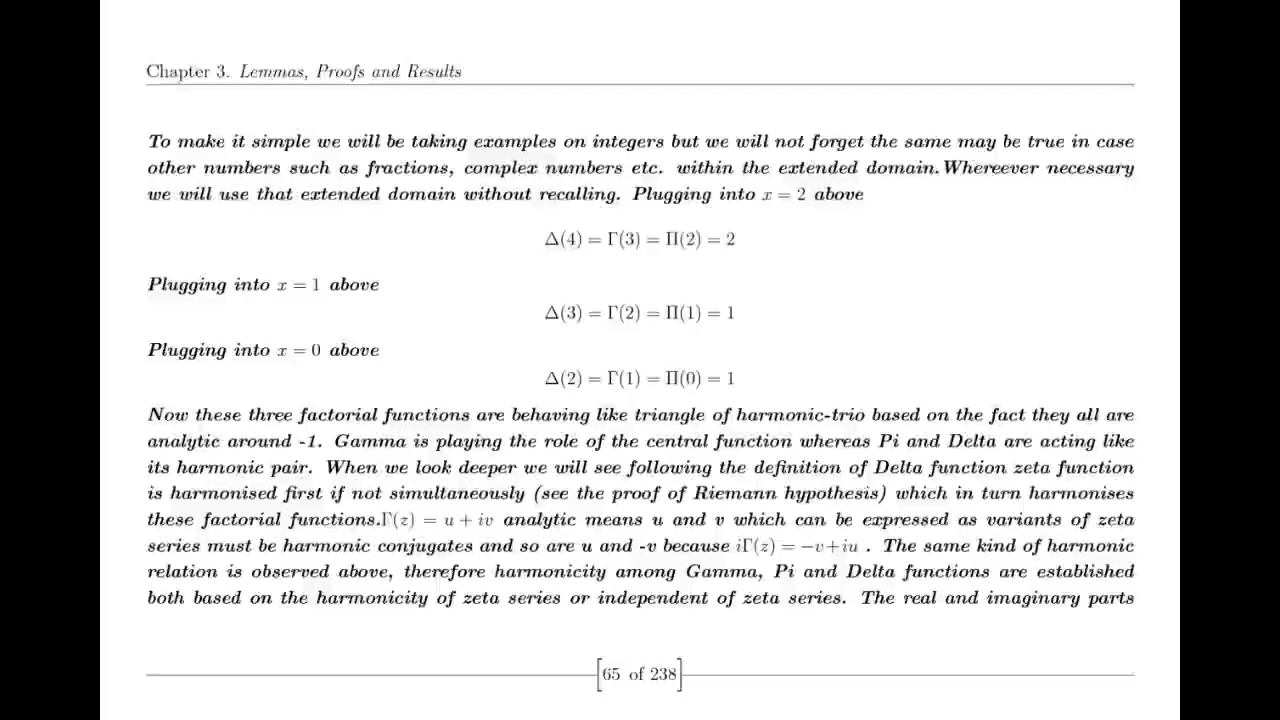 Chapter 3. Lemmas, Proofs and Results
To make it simple we will be taking examples on integers but we will not forget the same may be true in case
other numbers such as fractions, complex numbers etc. within the extended domain.Whereever necessary
we will use that extended domain without recalling. Plugging into x = 2 above
Δ(4) = Γ(3) = Π(2) = 2
Plugging into x = 1 above
Δ(3) = Γ(2) = Π(1) = 1
Plugging into x = 0 above
Δ(2) = Γ(1) = Π(0) = 1
Now these three factorial functions are behaving like triangle of harmonic-trio based on the fact they all are
analytic around -1. Gamma is playing the role of the central function whereas Pi and Delta are acting like
its harmonic pair. When we look deeper we will see following the definition of Delta function zeta function
is harmonised first if not simultaneously (see the proof of Riemann hypothesis) which in turn harmonises
these factorial functions.Γ(z) = u + iv analytic means u and v which can be expressed as variants of zeta
series must be harmonic conjugates and so are u and -v because iΓ(z) = −v+iu . The same kind of harmonic
relation is observed above, therefore harmonicity among Gamma, Pi and Delta functions are established
both based on the harmonicity of zeta series or independent of zeta series. The real and imaginary parts
[65 of 238]